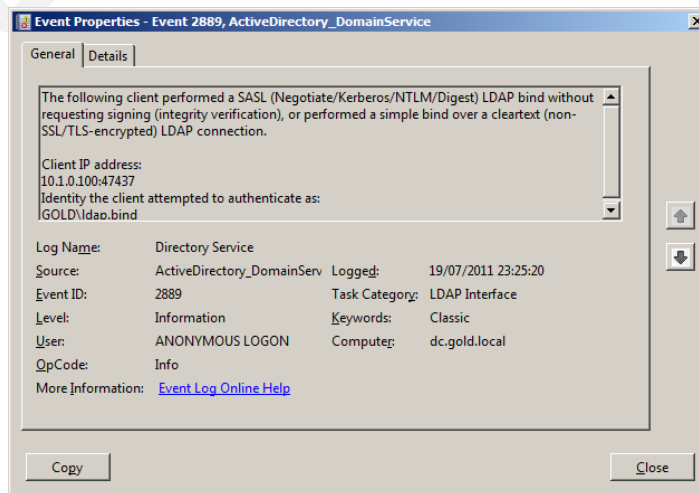 Event Properties - Event 2889, ActiveDirectory_DomainService
General Details
The following client performed a SASL (Negotiate/Kerberos/NTLM/Digest) LDAP bind without
requesting signing (integrity verification), or performed a simple bind over a cleartext (non-
SSL/TLS-encrypted) LDAP connection.
Client IP address:
10.1.0.100:47437
Identity the client attempted to authenticate as:
GOLD\ldap.bind
Log Name: Directory Service
Source: ActiveDirectory_DomainServ Logged: 19/07/2011 23:25:20
Event ID: 2889 Task Category: LDAP Interface
Level: Information Keywords: Classic
User: ANONYMOUS LOGON Computer: dc.gold.local
OpCode: Info
More Information: Event Log Online Help
Copy Close